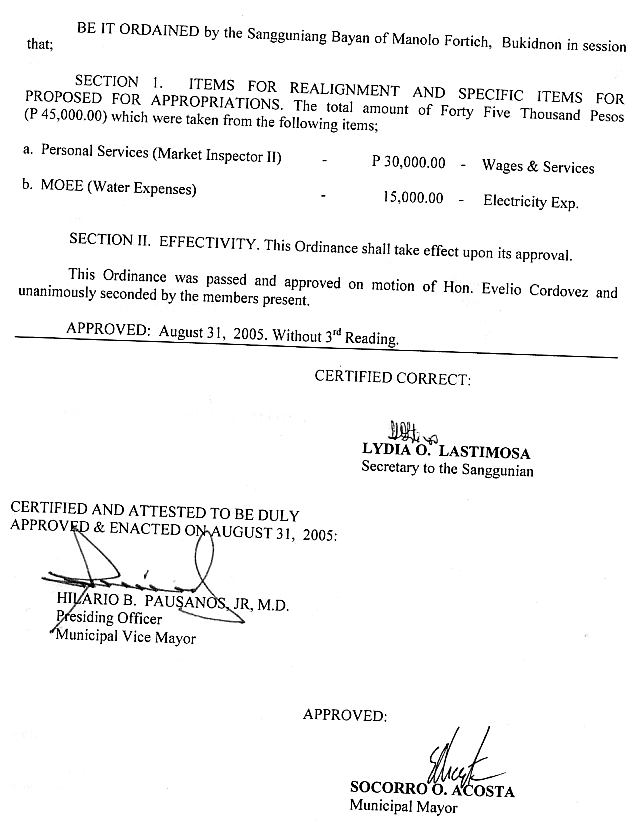 BE IT ORDAINED by the Sangguniang Bayan of Manolo Fortich, Bukidnon in session
that;
SECTION 1. ITEMS FOR REALIGNMENT AND SPECIFIC ITEMS FOR
PROPOSED FOR APPROPRIATIONS. The total amount of Forty Five Thousand Pesos
(P 45,000.00) which were taken from the following items;
a. Personal Services (Market Inspector II) - P 30,000.00 - Wages & Services
b. MOEE (Water Expenses) - 15,000.00 - Electricity Exp.
SECTION II. EFFECTIVITY. This Ordinance shall take effect upon its approval.
This Ordinance was passed and approved on motion of Hon. Evelio Cordovez and
unanimously seconded by the members present.
APPROVED: August 31, 2005. Without 3rd Reading.
CERTIFIED CORRECT:
LYDIA O. LASTIMOSA
Secretary to the Sanggunian
CERTIFIED AND ATTESTED TO BE DULY
APPROVED & ENACTED ON AUGUST 31, 2005:
HILARIO B. PAUSANOS, JR, M.D.
Presiding Officer
Municipal Vice Mayor
APPROVED:
SOCORRO O. ACOSTA
Municipal Mayor